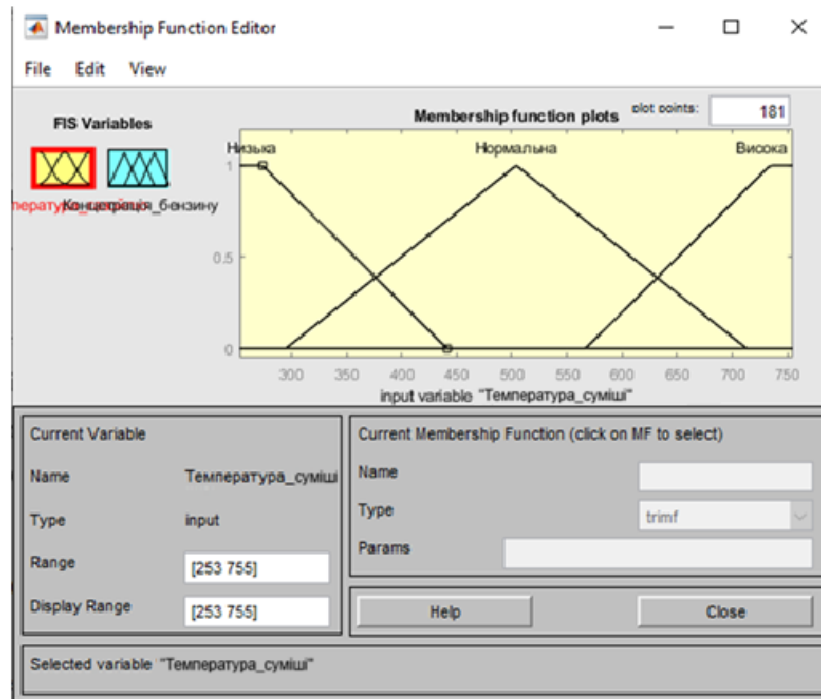 Membership Function Editor
File Edit View
FIS Variables
Membership function plots
plot points: 181
Низька Нормальна Висока
1
0.5
0
300 350 400 450 500 550 600 650 700 750
input variable "Температура_суміші"
Концетрація_бензину
Current Variable
Name Температура_суміші
Type input
Range [253 755]
Display Range [253 755]
Current Membership Function (click on MF to select)
Name
Type trimf
Params
Help Close
Selected variable "Температура_суміші"